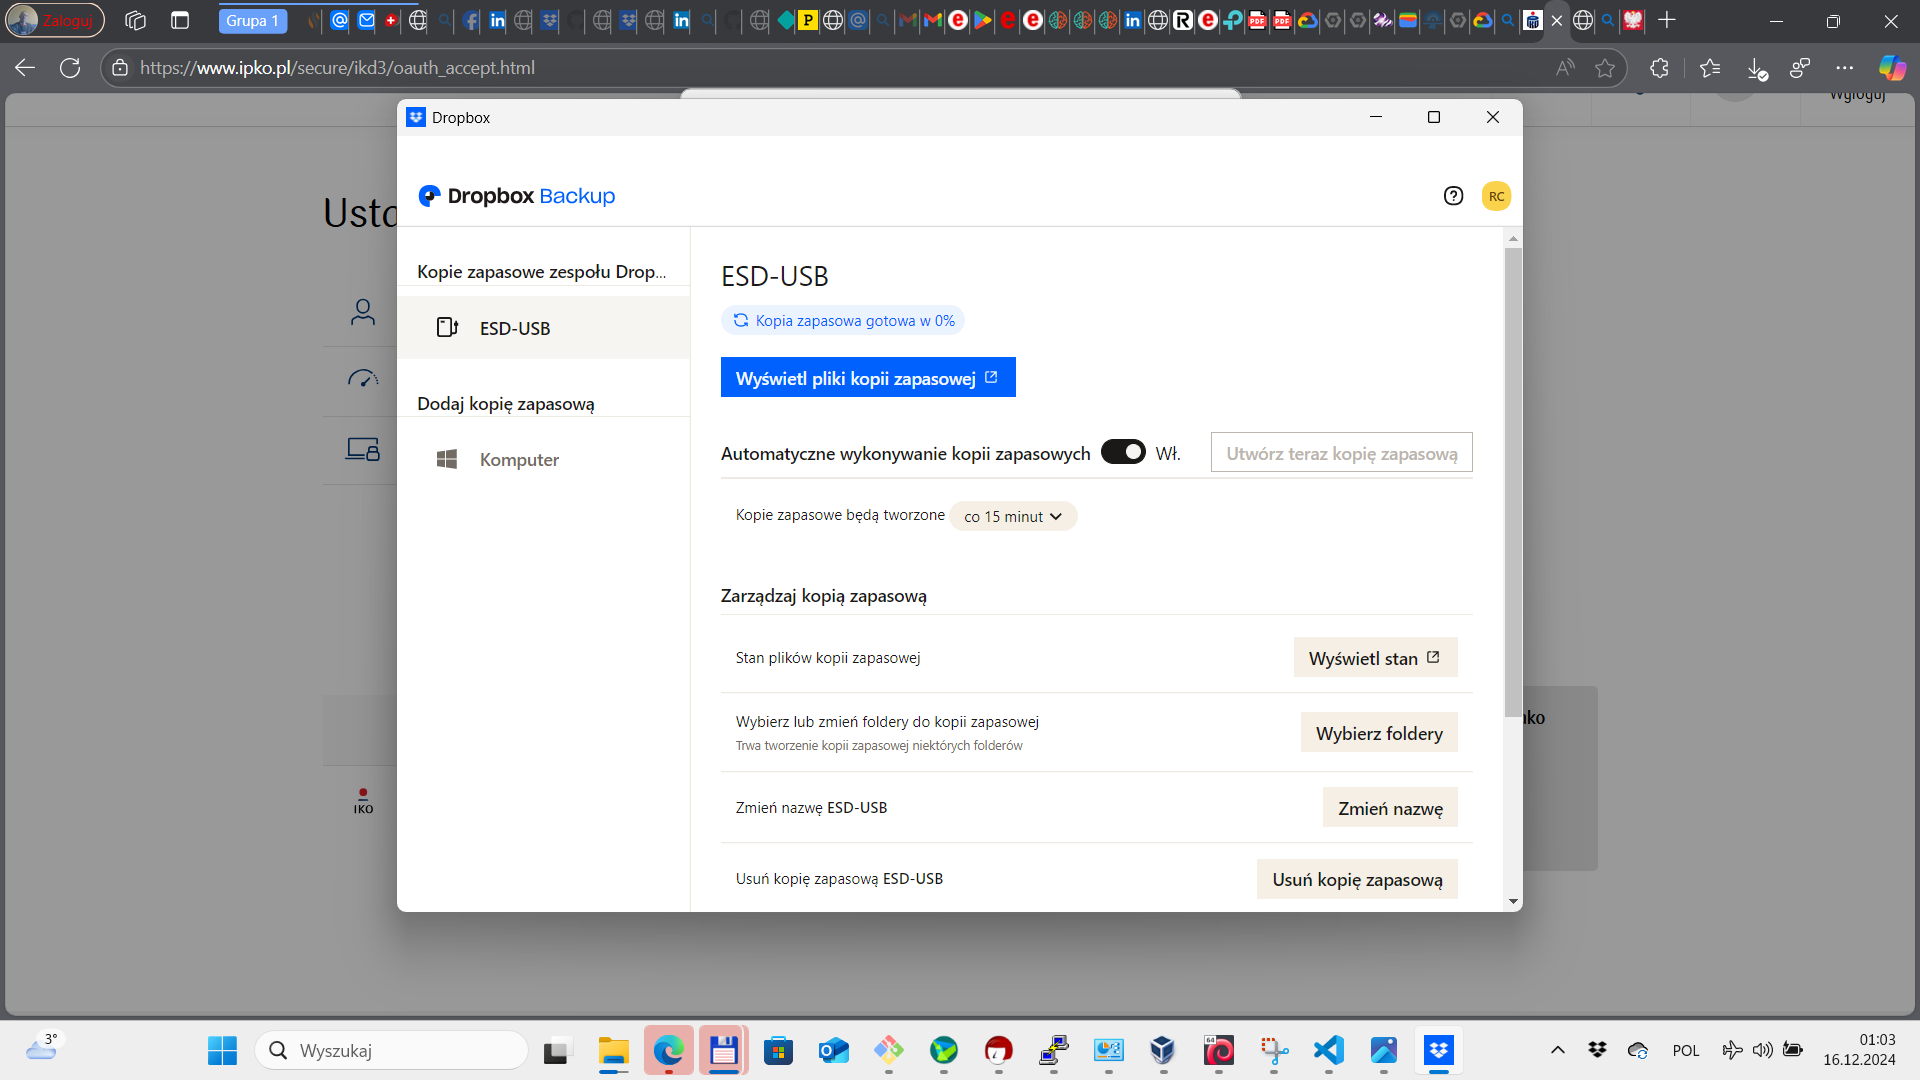 Zaloguj
Grupa 1
https://www.ipko.pl/secure/ikd3/oauth_accept.html
Wyloguj
Dropbox
Dropbox Backup
RC
Kopie zapasowe zespołu Drop...
ESD-USB
ESD-USB
Kopia zapasowa gotowa w 0%
Wyświetl pliki kopii zapasowej
Dodaj kopię zapasową
Komputer
Automatyczne wykonywanie kopii zapasowych
Wł.
Utwórz teraz kopię zapasową
Kopie zapasowe będą tworzone
co 15 minut
Zarządzaj kopią zapasową
Stan plików kopii zapasowej
Wyświetl stan
Wybierz lub zmień foldery do kopii zapasowej
Trwa tworzenie kopii zapasowej niektórych folderów
Wybierz foldery
IKO
Zmień nazwę ESD-USB
Zmień nazwę
Usuń kopię zapasową ESD-USB
Usuń kopię zapasową
3°
Wyszukaj
64
POL
01:03
16.12.2024